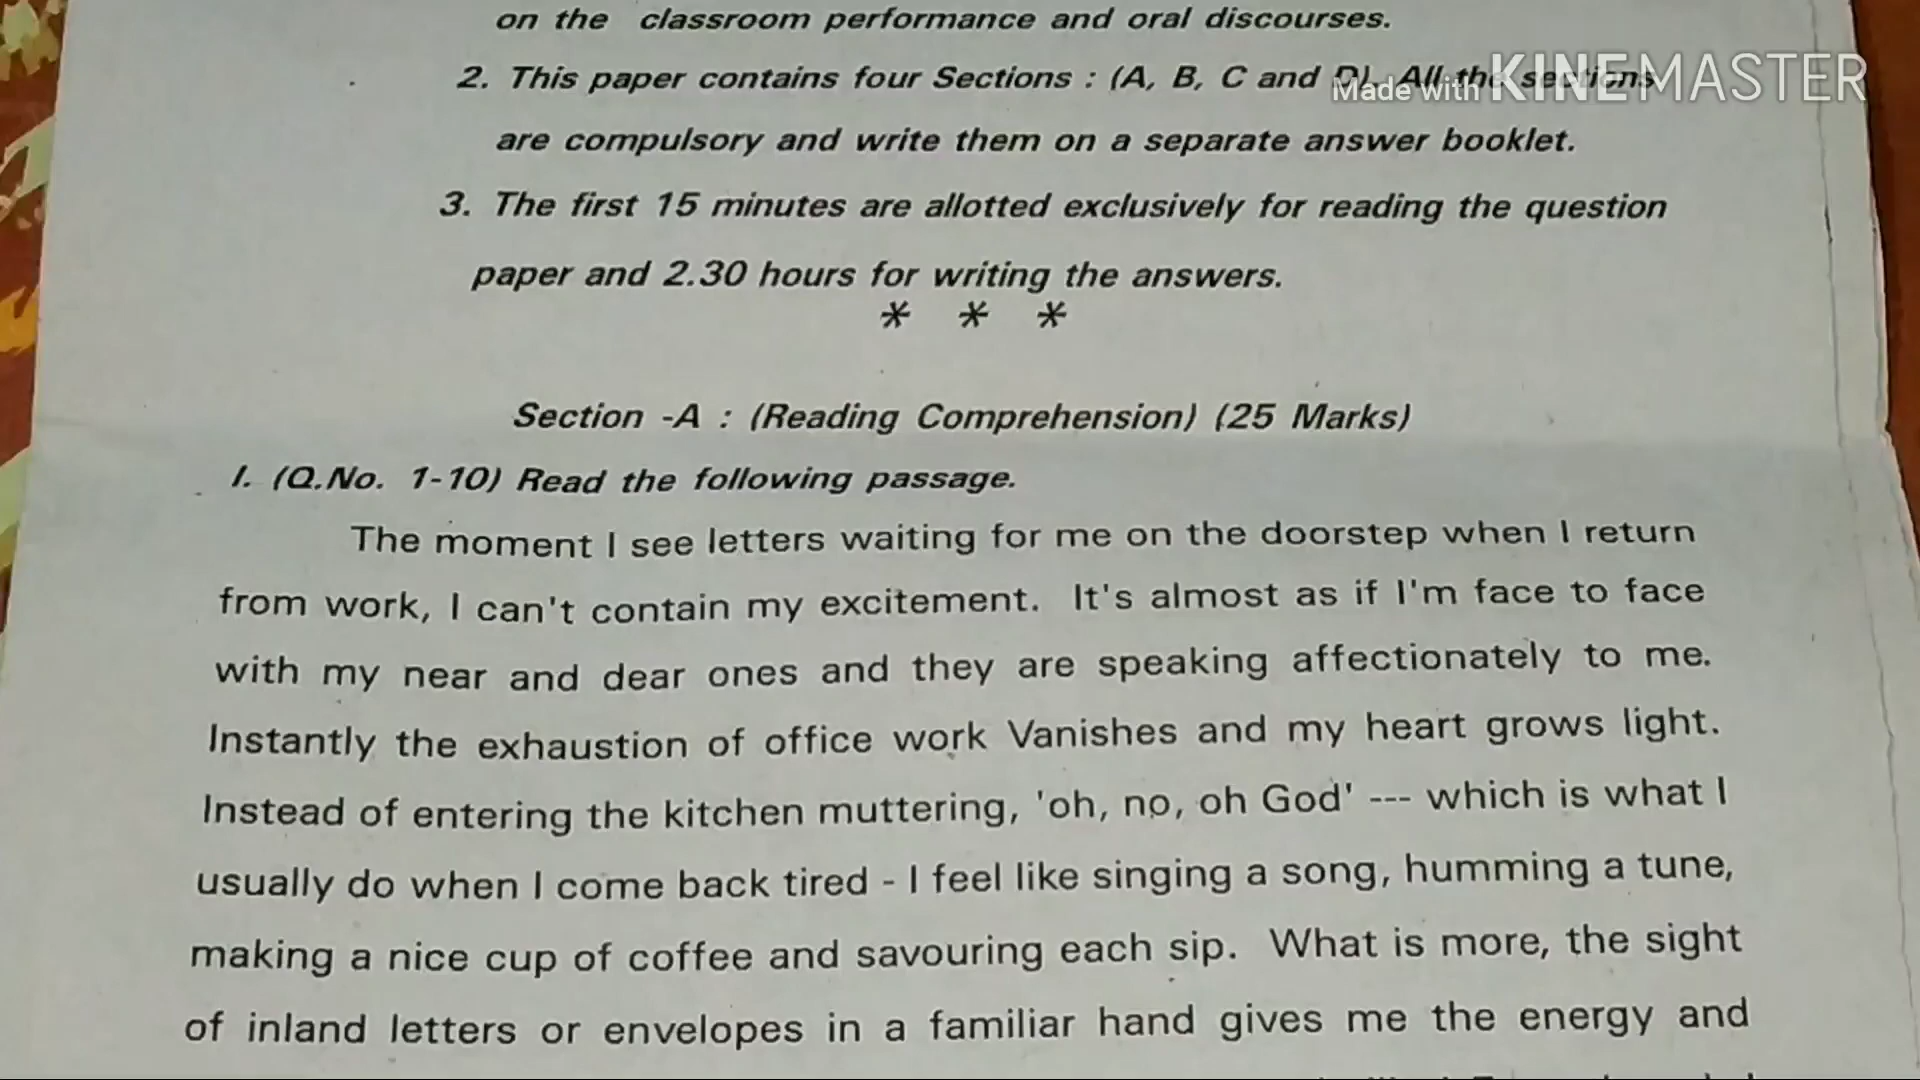 on the classroom performance and oral discourses.
2. This paper contains four Sections : (A, B, C and D). All the sections
Made with KINEMASTER
are compulsory and write them on a separate answer booklet.
3. The first 15 minutes are allotted exclusively for reading the question
paper and 2.30 hours for writing the answers.
* * *
Section -A : (Reading Comprehension) (25 Marks)
I. (Q.No. 1-10) Read the following passage.
The moment I see letters waiting for me on the doorstep when I return
from work, I can't contain my excitement. It's almost as if I'm face to face
with my near and dear ones and they are speaking affectionately to me.
Instantly the exhaustion of office work Vanishes and my heart grows light.
Instead of entering the kitchen muttering, 'oh, no, oh God' --- which is what I
usually do when I come back tired - I feel like singing a song, humming a tune,
making a nice cup of coffee and savouring each sip. What is more, the sight
of inland letters or envelopes in a familiar hand gives me the energy and